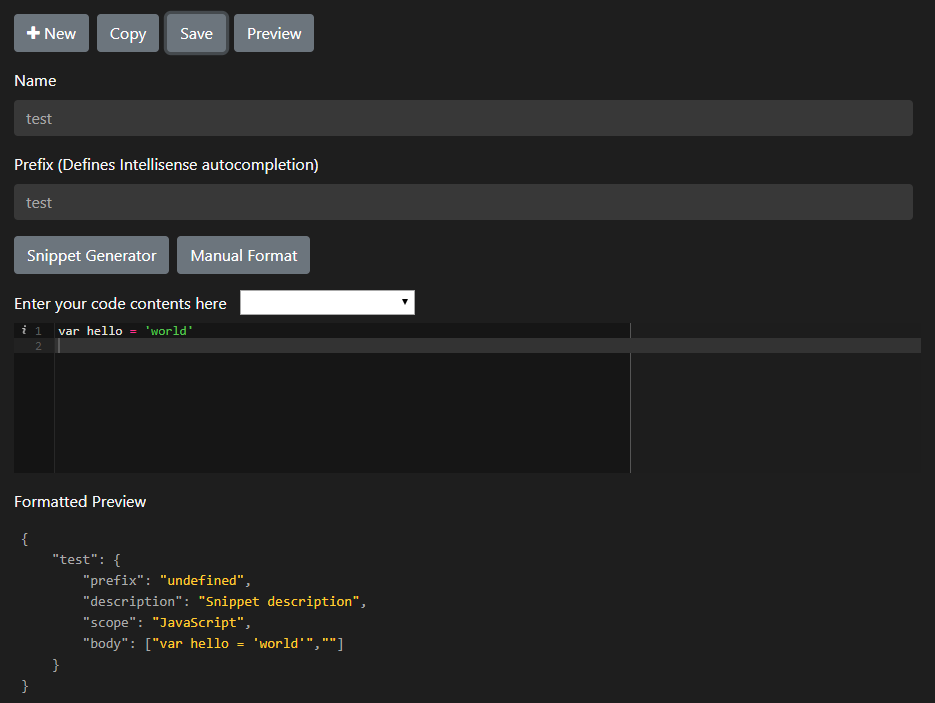 + New Copy Save Preview
Name
test
Prefix (Defines Intellisense autocompletion)
test
Snippet Generator Manual Format
Enter your code contents here
i 1 var hello = 'world'
2
Formatted Preview
{
    "test": {
        "prefix": "undefined",
        "description": "Snippet description",
        "scope": "JavaScript",
        "body": ["var hello = 'world'",""]
    }
}